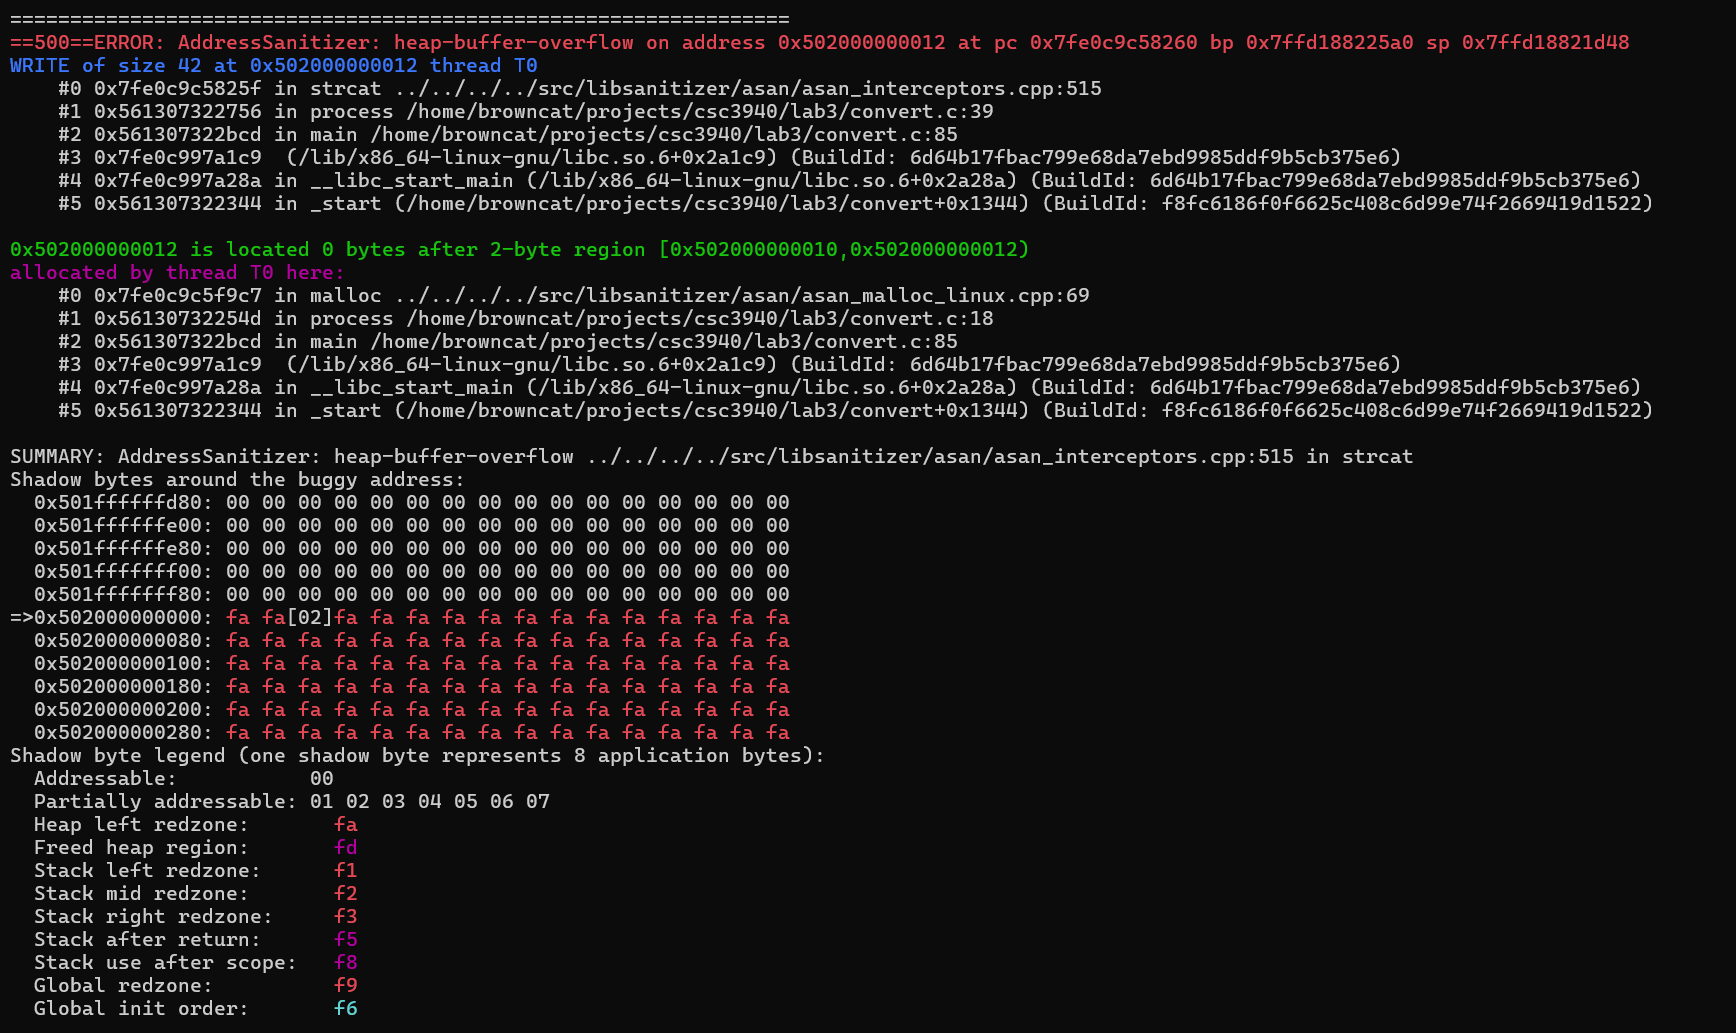 =================================================================
==500==ERROR: AddressSanitizer: heap-buffer-overflow on address 0x502000000012 at pc 0x7fe0c9c58260 bp 0x7ffd188225a0 sp 0x7ffd18821d48
WRITE of size 42 at 0x502000000012 thread T0
    #0 0x7fe0c9c5825f in strcat ../../../../src/libsanitizer/asan/asan_interceptors.cpp:515
    #1 0x561307322756 in process /home/browncat/projects/csc3940/lab3/convert.c:39
    #2 0x561307322bcd in main /home/browncat/projects/csc3940/lab3/convert.c:85
    #3 0x7fe0c997a1c9  (/lib/x86_64-linux-gnu/libc.so.6+0x2a1c9) (BuildId: 6d64b17fbac799e68da7ebd9985ddf9b5cb375e6)
    #4 0x7fe0c997a28a in __libc_start_main (/lib/x86_64-linux-gnu/libc.so.6+0x2a28a) (BuildId: 6d64b17fbac799e68da7ebd9985ddf9b5cb375e6)
    #5 0x561307322344 in _start (/home/browncat/projects/csc3940/lab3/convert+0x1344) (BuildId: f8fc6186f0f6625c408c6d99e74f2669419d1522)

0x502000000012 is located 0 bytes after 2-byte region [0x502000000010,0x502000000012)
allocated by thread T0 here:
    #0 0x7fe0c9c5f9c7 in malloc ../../../../src/libsanitizer/asan/asan_malloc_linux.cpp:69
    #1 0x56130732254d in process /home/browncat/projects/csc3940/lab3/convert.c:18
    #2 0x561307322bcd in main /home/browncat/projects/csc3940/lab3/convert.c:85
    #3 0x7fe0c997a1c9  (/lib/x86_64-linux-gnu/libc.so.6+0x2a1c9) (BuildId: 6d64b17fbac799e68da7ebd9985ddf9b5cb375e6)
    #4 0x7fe0c997a28a in __libc_start_main (/lib/x86_64-linux-gnu/libc.so.6+0x2a28a) (BuildId: 6d64b17fbac799e68da7ebd9985ddf9b5cb375e6)
    #5 0x561307322344 in _start (/home/browncat/projects/csc3940/lab3/convert+0x1344) (BuildId: f8fc6186f0f6625c408c6d99e74f2669419d1522)

SUMMARY: AddressSanitizer: heap-buffer-overflow ../../../../src/libsanitizer/asan/asan_interceptors.cpp:515 in strcat
Shadow bytes around the buggy address:
  0x501ffffffd80: 00 00 00 00 00 00 00 00 00 00 00 00 00 00 00 00
  0x501ffffffe00: 00 00 00 00 00 00 00 00 00 00 00 00 00 00 00 00
  0x501ffffffe80: 00 00 00 00 00 00 00 00 00 00 00 00 00 00 00 00
  0x501fffffff00: 00 00 00 00 00 00 00 00 00 00 00 00 00 00 00 00
  0x501fffffff80: 00 00 00 00 00 00 00 00 00 00 00 00 00 00 00 00
=>0x502000000000: fa fa[02]fa fa fa fa fa fa fa fa fa fa fa fa fa
  0x502000000080: fa fa fa fa fa fa fa fa fa fa fa fa fa fa fa fa
  0x502000000100: fa fa fa fa fa fa fa fa fa fa fa fa fa fa fa fa
  0x502000000180: fa fa fa fa fa fa fa fa fa fa fa fa fa fa fa fa
  0x502000000200: fa fa fa fa fa fa fa fa fa fa fa fa fa fa fa fa
  0x502000000280: fa fa fa fa fa fa fa fa fa fa fa fa fa fa fa fa
Shadow byte legend (one shadow byte represents 8 application bytes):
  Addressable:           00
  Partially addressable: 01 02 03 04 05 06 07
  Heap left redzone:       fa
  Freed heap region:       fd
  Stack left redzone:      f1
  Stack mid redzone:       f2
  Stack right redzone:     f3
  Stack after return:      f5
  Stack use after scope:   f8
  Global redzone:          f9
  Global init order:       f6